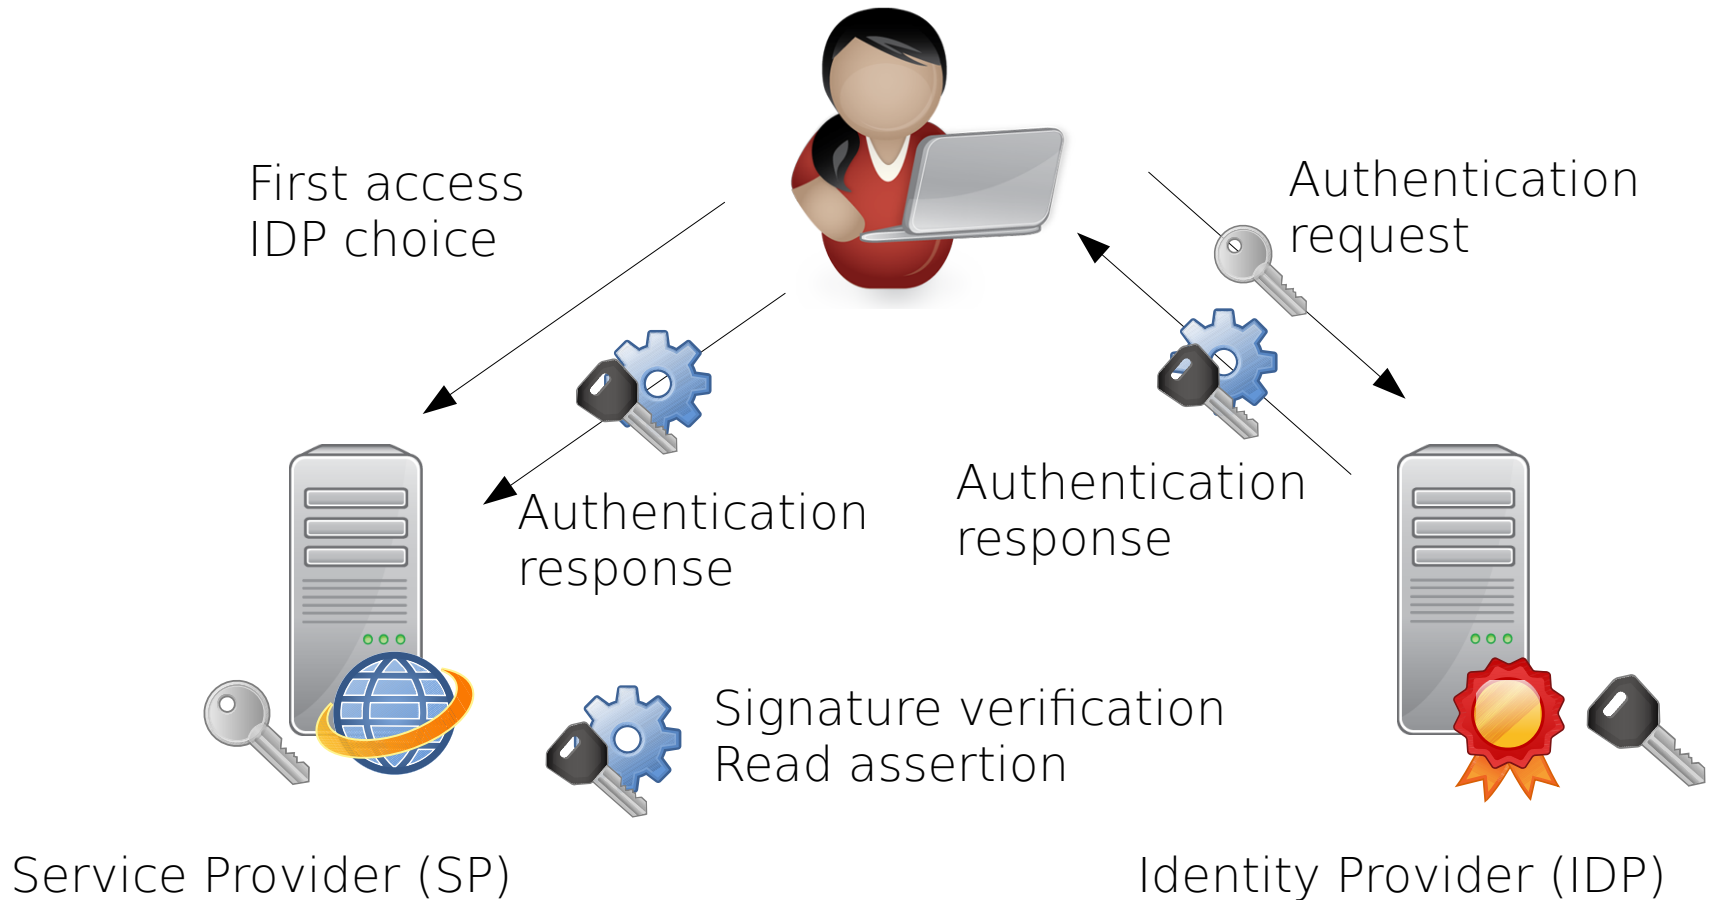 First access
IDP choice
Authentication
request
Authentication
response
Authentication
response
Signature verification
Read assertion
Service Provider (SP)
Identity Provider (IDP)